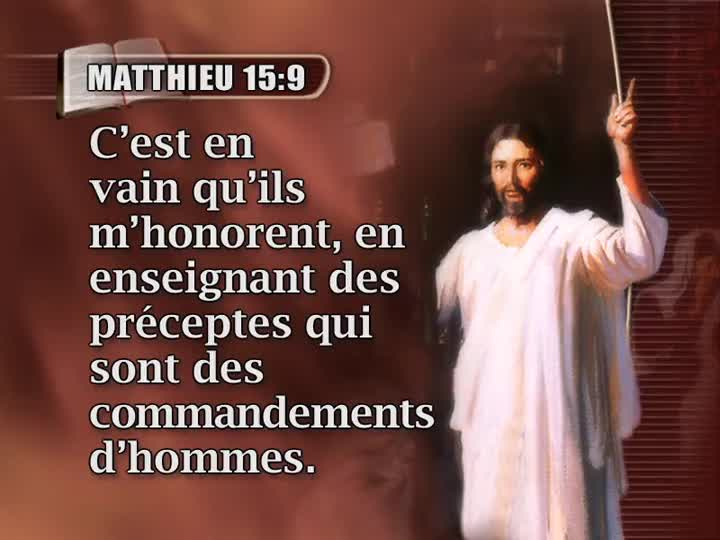 MATTHIEU 15:9
C’est en
vain qu’ils
m’honorent, en
enseignant des
préceptes qui
sont des
commandements
d’hommes.